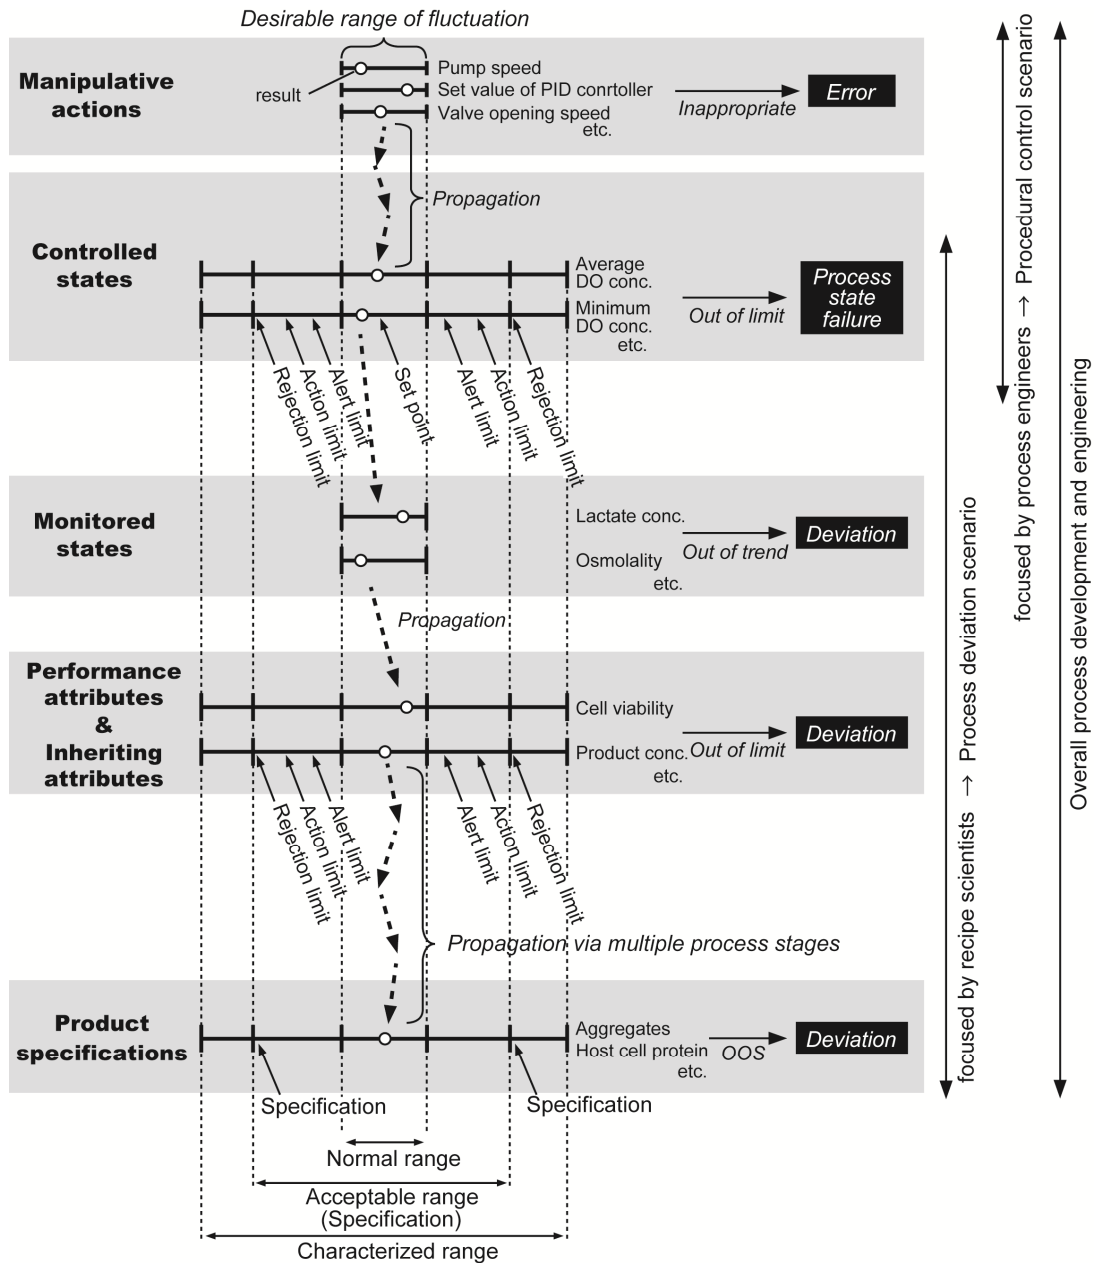 Desirable range of fluctuation
Manipulative
actions
result
Pump speed
Set value of PID conrtoller
Valve opening speed
etc.
Inappropriate
Error
Propagation
Controlled
states
Average
DO conc.
Minimum
DO conc.
etc.
Out of limit
Process
state
failure
Rejection limit
Action limit
Alert limit
Set point
Alert limit
Action limit
Rejection limit
Monitored
states
Lactate conc.
Osmolality
etc.
Out of trend
Deviation
Propagation
Performance
attributes
&
Inheriting
attributes
Cell viability
Product conc.
etc.
Out of limit
Deviation
Rejection limit
Action limit
Alert limit
Alert limit
Action limit
Rejection limit
Propagation via multiple process stages
Product
specifications
Aggregates
Host cell protein
etc.
OOS
Deviation
Specification
Specification
Normal range
Acceptable range
(Specification)
Characterized range
focused by recipe scientists → Process deviation scenario
focused by process engineers → Procedural control scenario
Overall process development and engineering